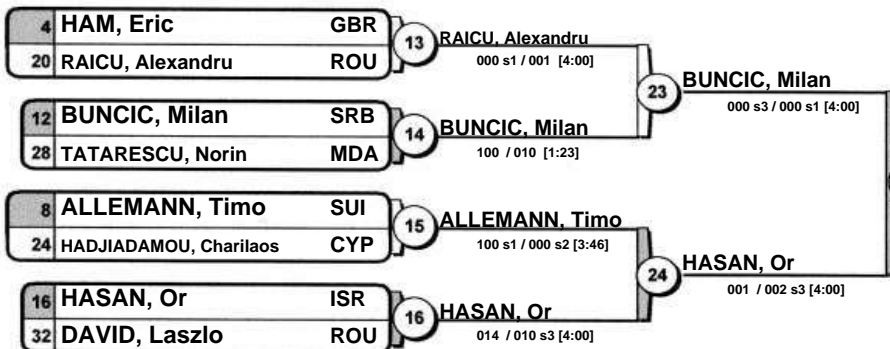 4 HAM, Eric GBR
20 RAICU, Alexandru ROU
13
RAICU, Alexandru
000 s1 / 001 [4:00]
12 BUNCIC, Milan SRB
28 TATARESCU, Norin MDA
14
BUNCIC, Milan
100 / 010 [1:23]
23
BUNCIC, Milan
000 s3 / 000 s1 [4:00]
8 ALLEMANN, Timo SUI
24 HADJIADAMOU, Charilaos CYP
15
ALLEMANN, Timo
100 s1 / 000 s2 [3:46]
16 HASAN, Or ISR
32 DAVID, Laszlo ROU
16
HASAN, Or
014 / 010 s3 [4:00]
24
HASAN, Or
001 / 002 s3 [4:00]